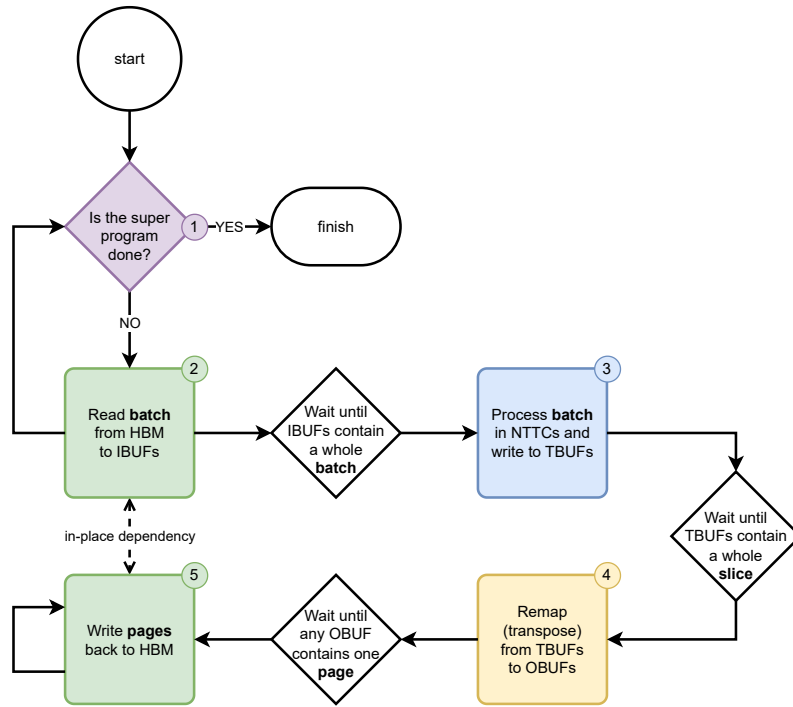 start
Is the super
program
done?
1
YES
finish
NO
2
Read batch
from HBM
to IBUFs
Wait until
IBUFs contain
a whole
batch
3
Process batch
in NTTCs and
write to TBUFs
Wait until
TBUFs contain
a whole
slice
in-place dependency
5
Write pages
back to HBM
Wait until
any OBUF
contains one
page
4
Remap
(transpose)
from TBUFs
to OBUFs